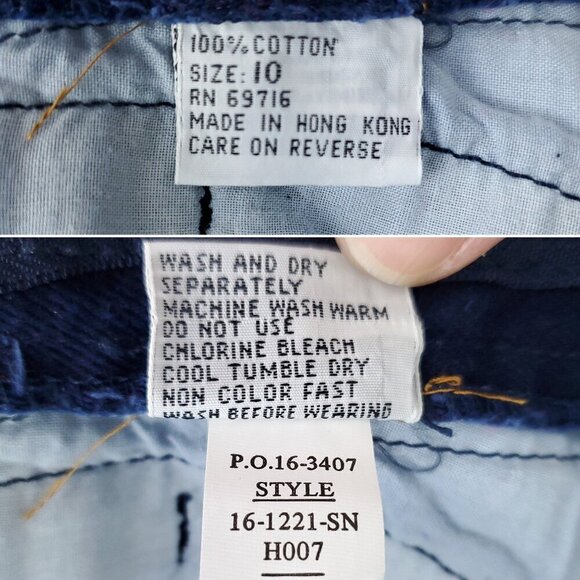 100% COTTON
SIZE: 10
RN 69716
MADE IN HONG KONG
CARE ON REVERSE
WASH AND DRY
SEPARATELY
MACHINE WASH WARM
DO NOT USE
CHLORINE BLEACH
COOL TUMBLE DRY
NON COLOR FAST
WASH BEFORE WEARING
P.O.16-3407
STYLE
16-1221-SN
H007